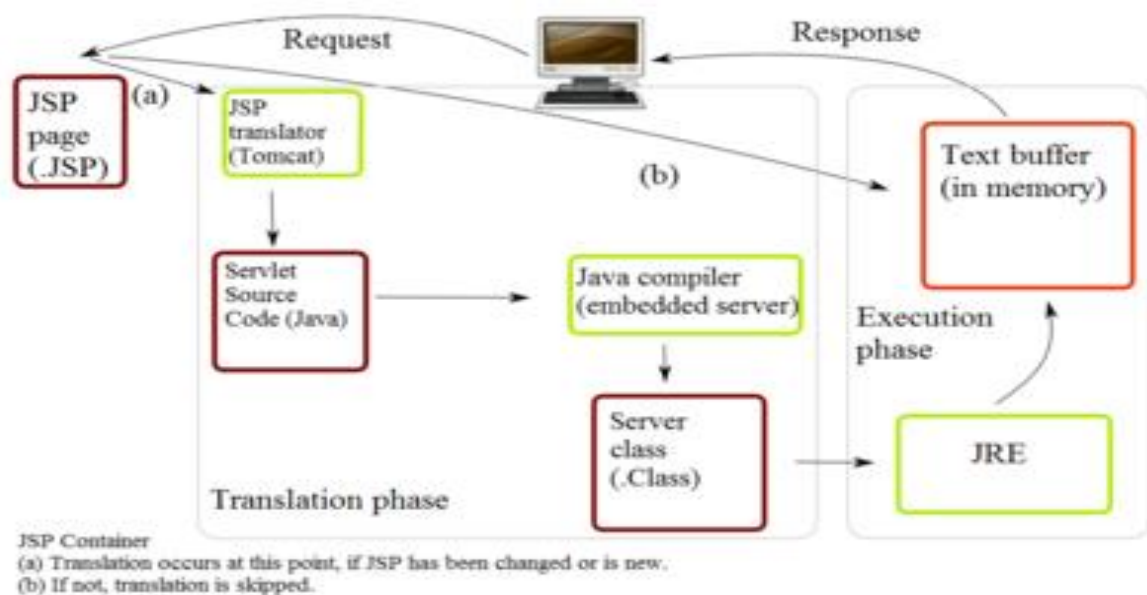 Request
Response
(a)
JSP
page
(.JSP)
JSP
translator
(Tomcat)
(b)
Text buffer
(in memory)
Servlet
Source
Code (Java)
Java compiler
(embedded server)
Execution
phase
Server
class
(.Class)
JRE
Translation phase
JSP Container
(a) Translation occurs at this point, if JSP has been changed or is new.
(b) If not, translation is skipped.